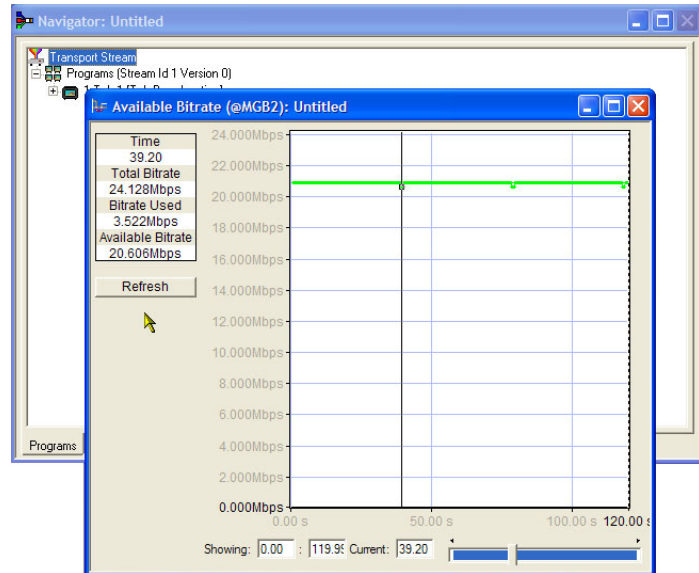 Navigator: Untitled
Transport Stream
Programs (Stream Id 1 Version 0)
Available Bitrate (@MGB2): Untitled
Time
39.20
Total Bitrate
24.128Mbps
Bitrate Used
3.522Mbps
Available Bitrate
20.606Mbps
Refresh
24.000Mbps
22.000Mbps
20.000Mbps
18.000Mbps
16.000Mbps
14.000Mbps
12.000Mbps
10.000Mbps
8.000Mbps
6.000Mbps
4.000Mbps
2.000Mbps
0.000Mbps
0.00 s 50.00 s 100.00 s 120.00 s
Programs
Showing: 0.00 : 119.99 Current: 39.20